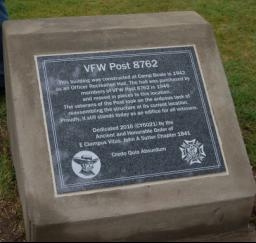 VFW Post 8762
This building was constructed at Camp Beale in 1942
as an Officer Recreation Hall. The hall was purchased by
members of VFW Post 8762 in 1948
and moved in pieces to this location.
The veterans of the Post took on the arduous task of
reassembling the structure at its current location.
Proudly, it still stands today as an edifice for all veterans.
Dedicated 2016 (CY6021) by the
Ancient and Honorable Order of
E Clampus Vitus, John A Sutter Chapter 1841
Credo Quia Absurdum